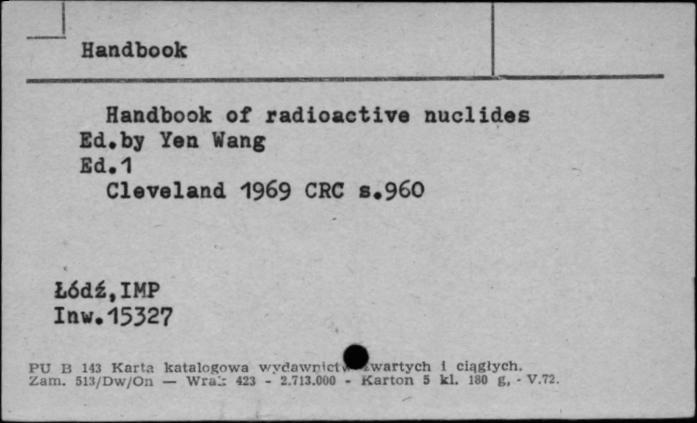 Handbook
Handbook of radioactive nuclides
Ed.by Yen Wang
Ed.1
Cleveland 1969 CRC s.960
Łódź,IMP
Inw.15327
PU B 143 Karta katalogowa wydawnictw zwartych i ciągłych.
Zam. 513/Dw/On — Wrak 423 - 2.713.000 - Karton 5 kl. 180 g, - V.72.